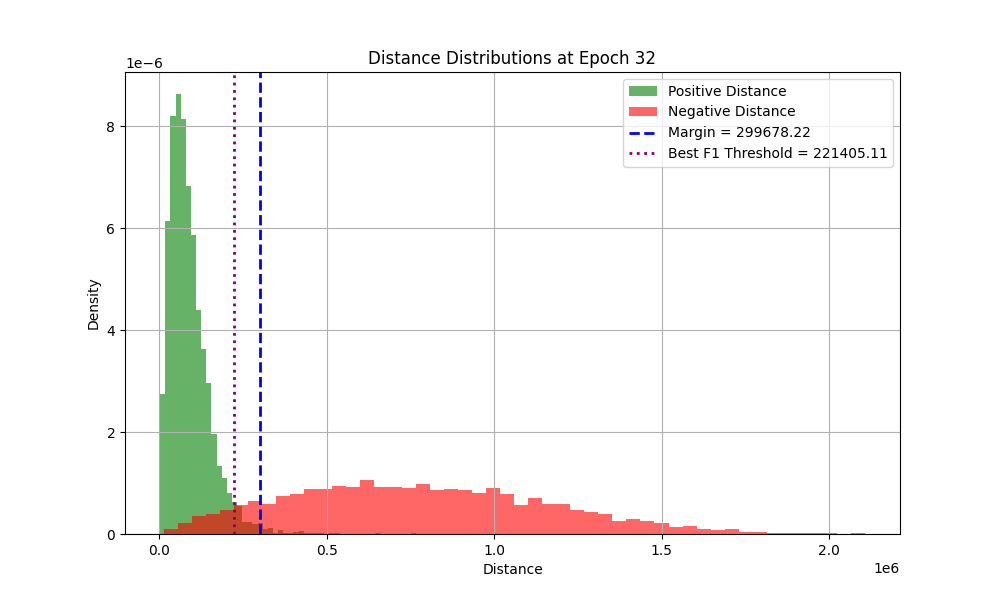 Distance Distributions at Epoch 32
1e−6
Positive Distance
Negative Distance
Margin = 299678.22
Best F1 Threshold = 221405.11
8
6
4
2
0
Density
0.0 0.5 1.0 1.5 2.0
1e6
Distance